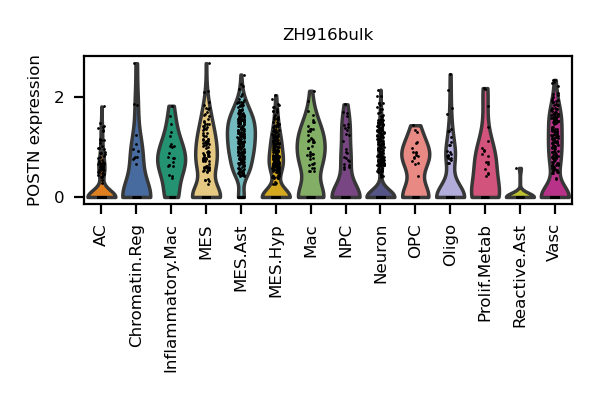 ZH916bulk
POSTN expression
2
0
AC
Chromatin.Reg
Inflammatory.Mac
MES
MES.Ast
MES.Hyp
Mac
NPC
Neuron
OPC
Oligo
Prolif.Metab
Reactive.Ast
Vasc